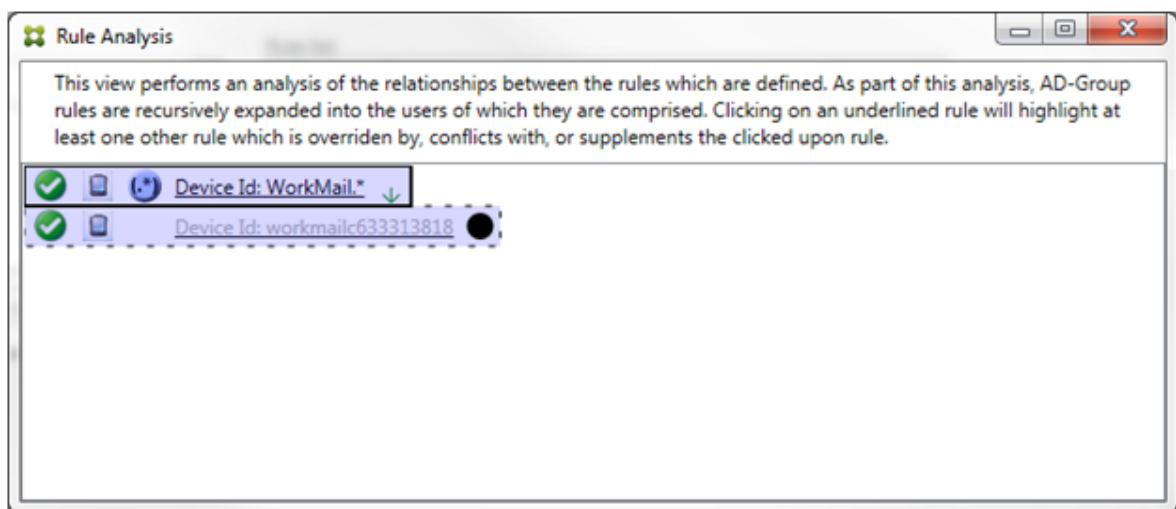 Rule Analysis
This view performs an analysis of the relationships between the rules which are defined. As part of this analysis, AD-Group
rules are recursively expanded into the users of which they are comprised. Clicking on an underlined rule will highlight at
least one other rule which is overriden by, conflicts with, or supplements the clicked upon rule.
(.*) Device Id: WorkMail.*
Device Id: workmailc633313818